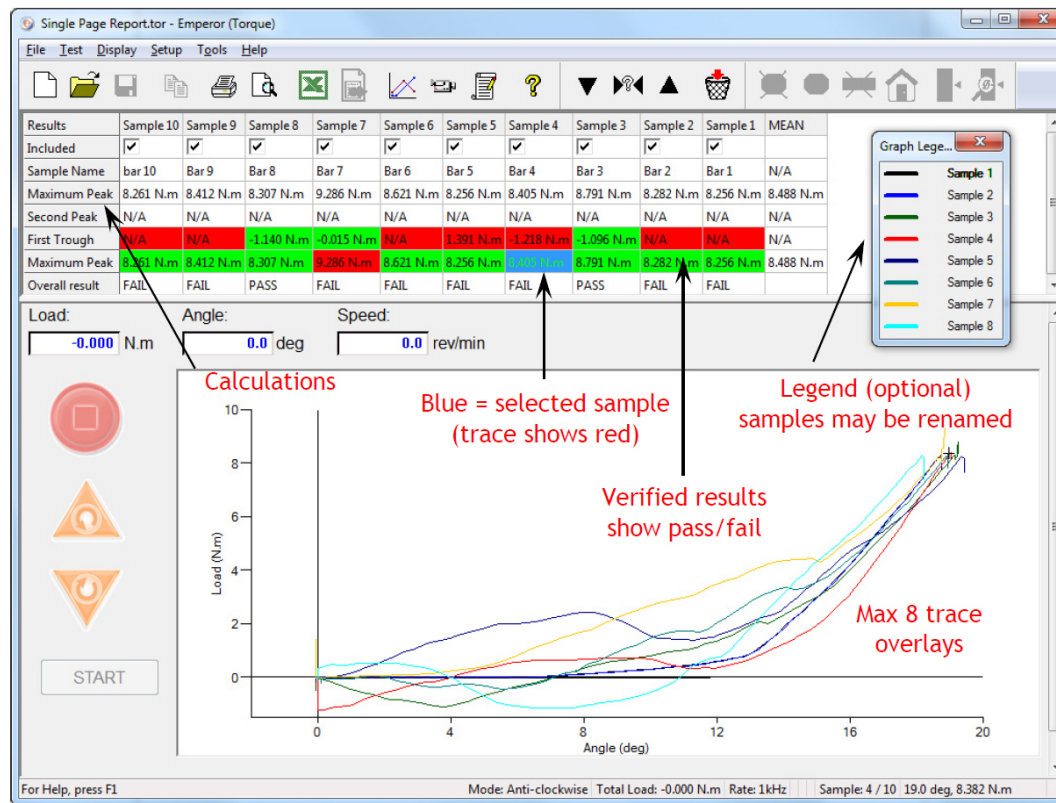 Single Page Report.tor - Emperor (Torque)
File Test Display Setup Tools Help
Results Sample 10 Sample 9 Sample 8 Sample 7 Sample 6 Sample 5 Sample 4 Sample 3 Sample 2 Sample 1 MEAN
Included
Sample Name bar 10 Bar 9 Bar 8 Bar 7 Bar 6 Bar 5 Bar 4 Bar 3 Bar 2 Bar 1 N/A
Maximum Peak 8.261 N.m 8.412 N.m 8.307 N.m 9.286 N.m 8.621 N.m 8.256 N.m 8.405 N.m 8.791 N.m 8.282 N.m 8.256 N.m 8.488 N.m
Second Peak N/A N/A N/A N/A N/A N/A N/A N/A N/A N/A N/A
First Trough N/A N/A -1.140 N.m -0.015 N.m N/A 1.391 N.m -1.218 N.m -1.096 N.m N/A N/A N/A
Maximum Peak 8.261 N.m 8.412 N.m 8.307 N.m 9.286 N.m 8.621 N.m 8.256 N.m 8.405 N.m 8.791 N.m 8.282 N.m 8.256 N.m 8.488 N.m
Overall result FAIL FAIL PASS FAIL FAIL FAIL FAIL PASS FAIL FAIL
Graph Lege...
Sample 1
Sample 2
Sample 3
Sample 4
Sample 5
Sample 6
Sample 7
Sample 8
Load: Angle: Speed:
-0.000 N.m 0.0 deg 0.0 rev/min
Calculations
Blue = selected sample
(trace shows red)
Legend (optional)
samples may be renamed
Verified results
show pass/fail
Max 8 trace
overlays
START
Load (N.m)
10
8
6
4
2
0
0 4 8 12 16 20
Angle (deg)
For Help, press F1 Mode: Anti-clockwise Total Load: -0.000 N.m Rate: 1kHz Sample: 4 / 10 19.0 deg, 8.382 N.m